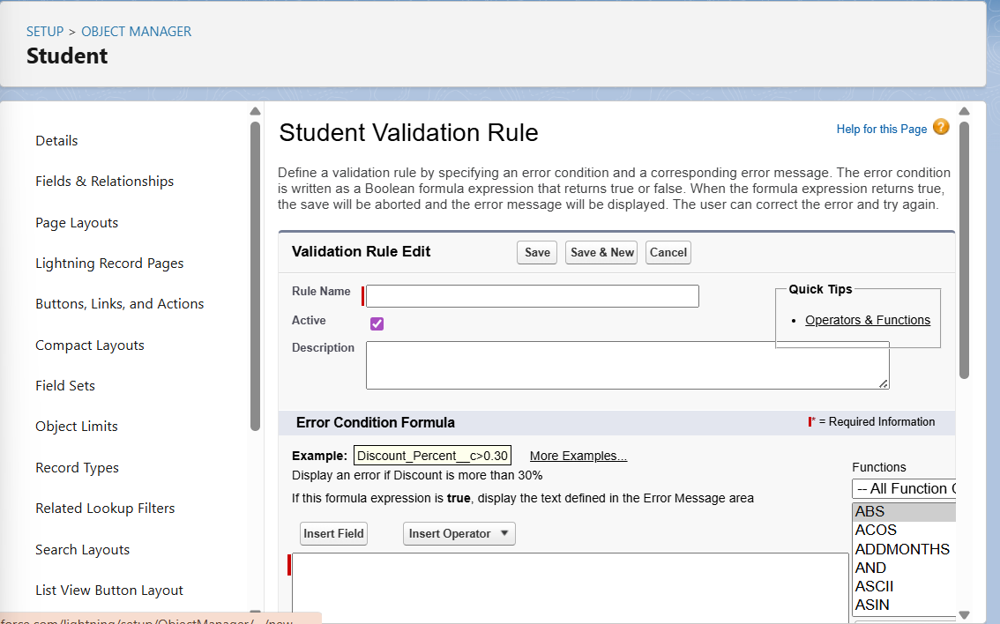 SETUP > OBJECT MANAGER
Student
Details
Fields & Relationships
Page Layouts
Lightning Record Pages
Buttons, Links, and Actions
Compact Layouts
Field Sets
Object Limits
Record Types
Related Lookup Filters
Search Layouts
List View Button Layout
Student Validation Rule
Help for this Page ?
Define a validation rule by specifying an error condition and a corresponding error message. The error condition
is written as a Boolean formula expression that returns true or false. When the formula expression returns true,
the save will be aborted and the error message will be displayed. The user can correct the error and try again.
Validation Rule Edit
Save
Save & New
Cancel
Rule Name
Active
Description
Quick Tips
• Operators & Functions
Error Condition Formula
* = Required Information
Example: Discount_Percent__c>0.30 More Examples...
Display an error if Discount is more than 30%
If this formula expression is true, display the text defined in the Error Message area
Insert Field
Insert Operator
Functions
-- All Function
ABS
ACOS
ADDMONTHS
AND
ASCII
ASIN
force.com/lightning/setup/ObjectManager/.../new